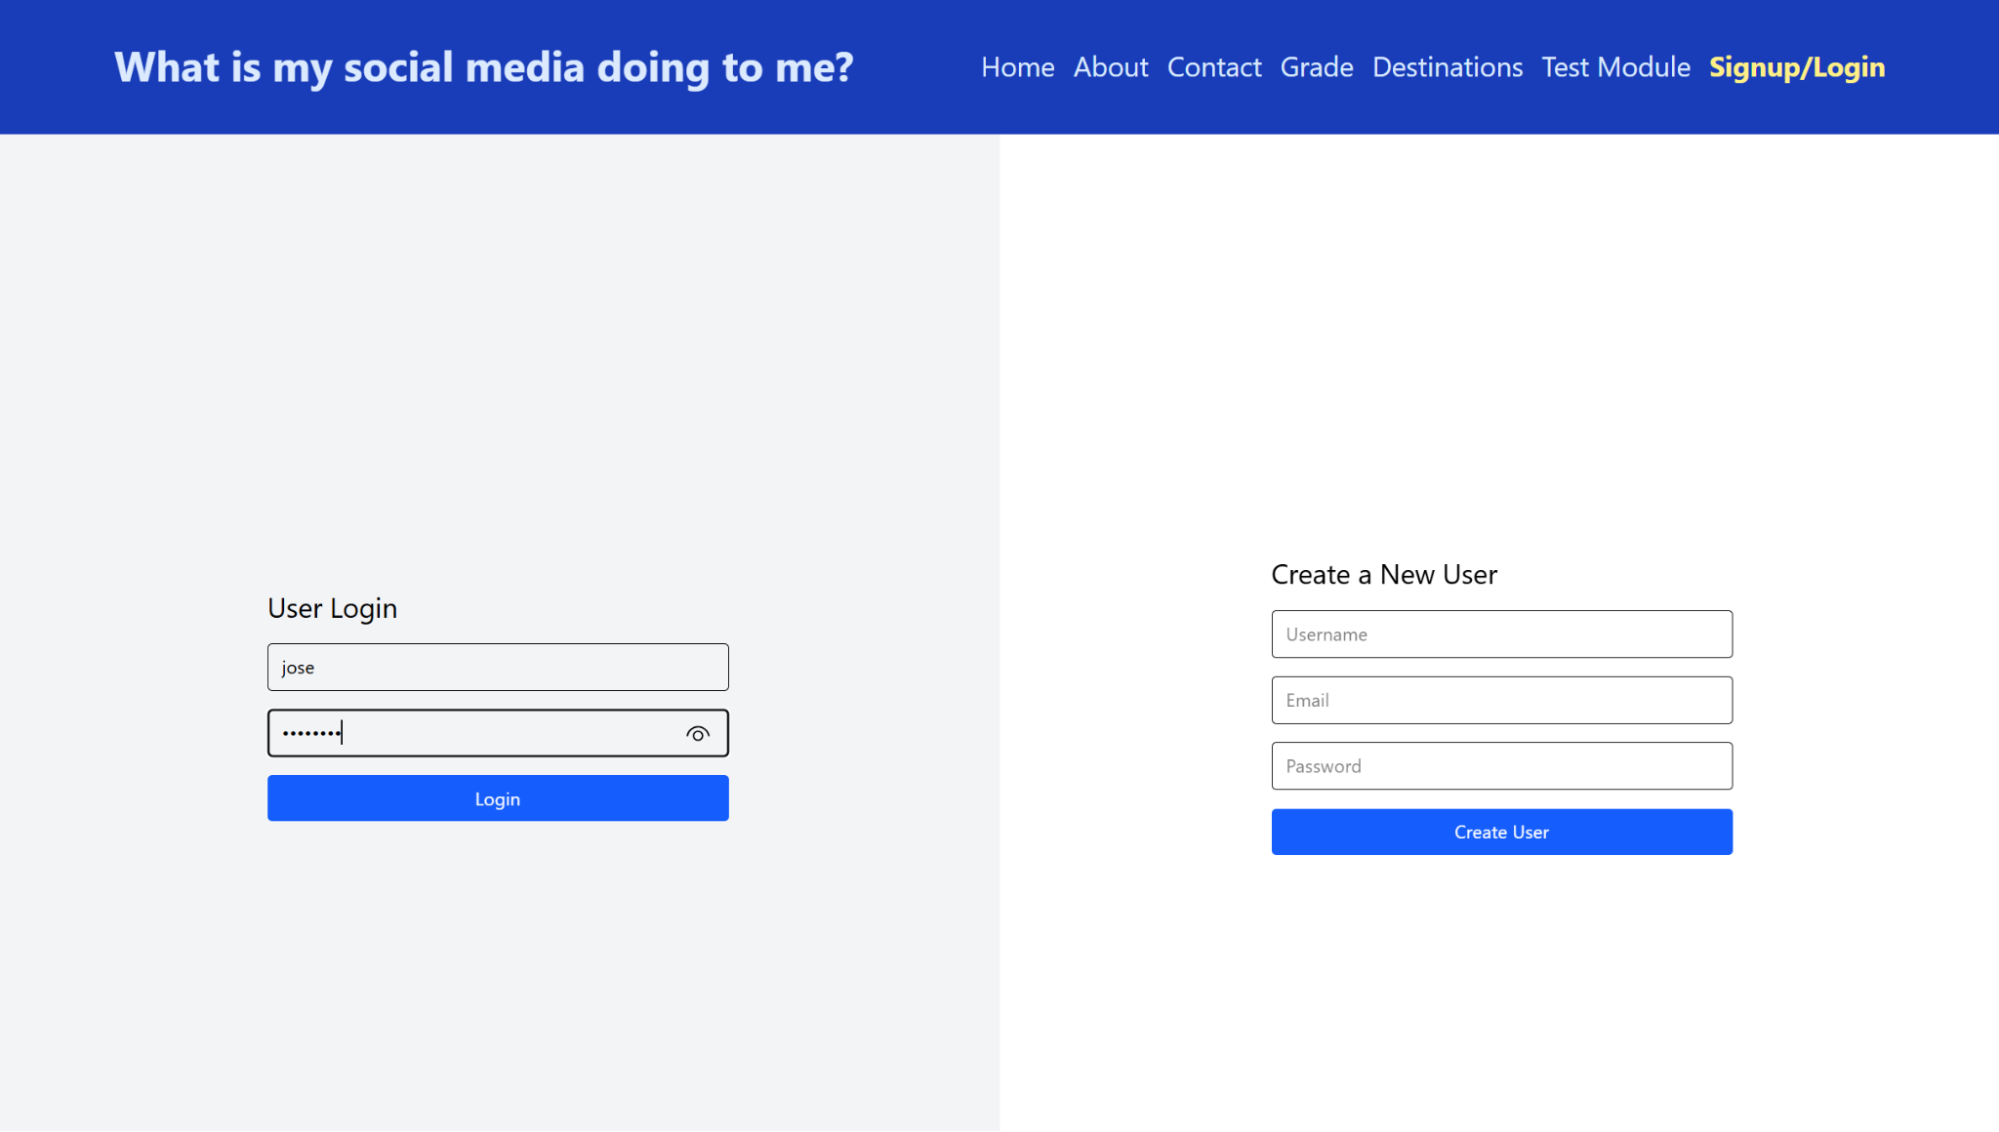 What is my social media doing to me?
Home About Contact Grade Destinations Test Module Signup/Login
User Login
jose
••••••••
Login
Create a New User
Username
Email
Password
Create User